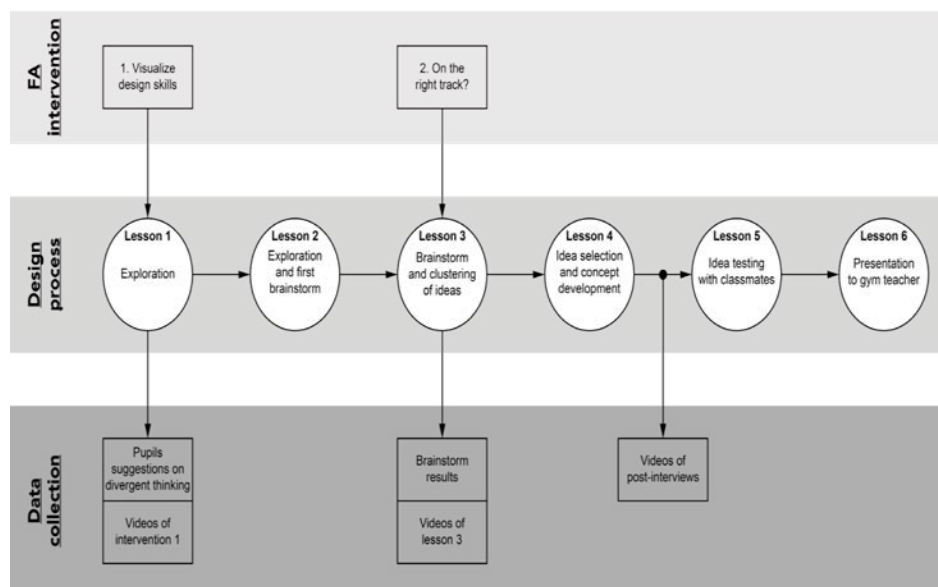 FA
intervention
1. Visualize
design skills
2. On the
right track?
Design
process
Lesson 1
Exploration
Lesson 2
Exploration
and first
brainstorm
Lesson 3
Brainstorm
and clustering
of ideas
Lesson 4
Idea selection
and concept
development
Lesson 5
Idea testing
with classmates
Lesson 6
Presentation
to gym teacher
Data
collection
Pupils
suggestions on
divergent thinking
Videos of
intervention 1
Brainstorm
results
Videos of
lesson 3
Videos of
post-interviews